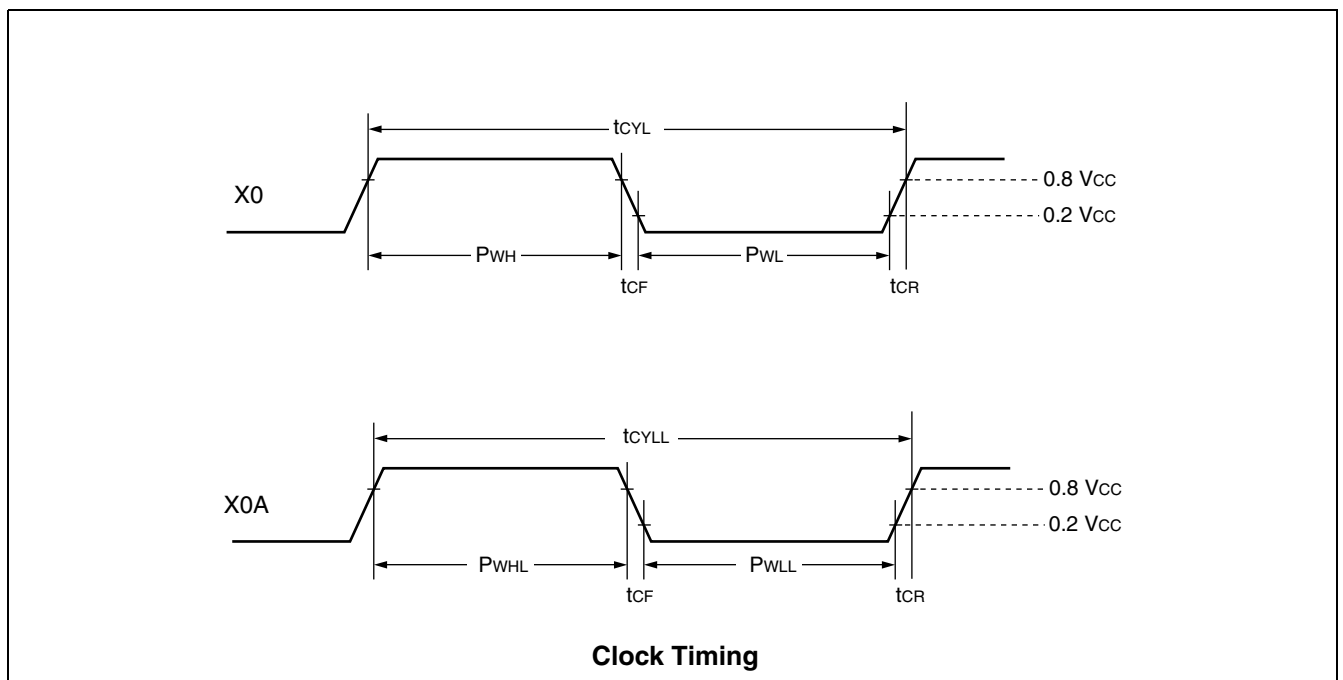 tCYL
X0
0.8 VCC
0.2 VCC
PWH
PWL
tCF
tCR
tCYLL
X0A
0.8 VCC
0.2 VCC
PWHL
PWLL
tCF
tCR
Clock Timing